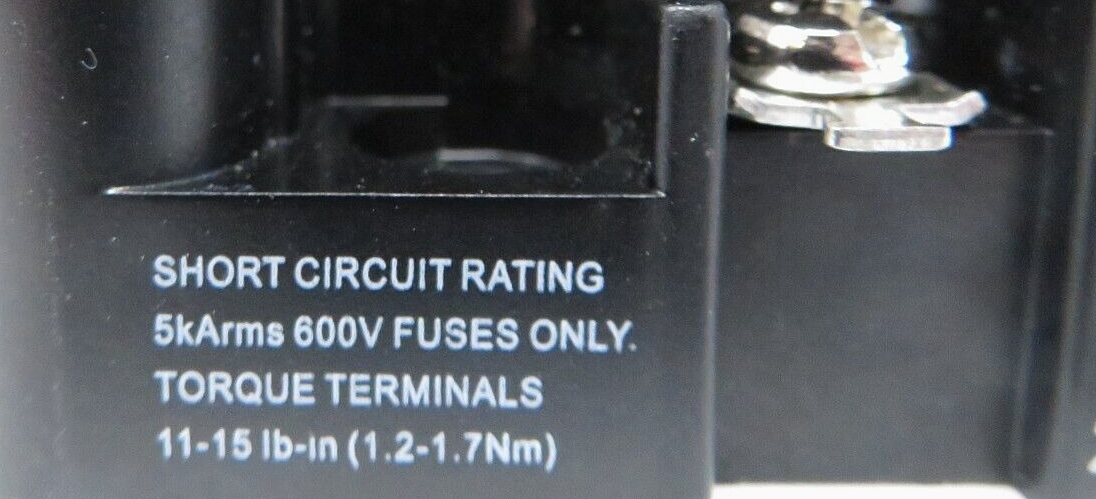 SHORT CIRCUIT RATING
5kArms 600V FUSES ONLY.
TORQUE TERMINALS
11-15 lb-in (1.2-1.7Nm)